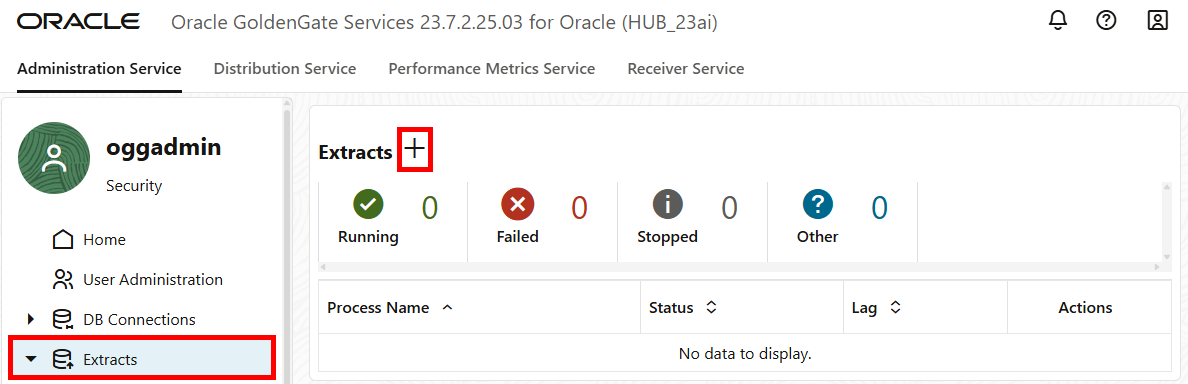 ORACLE Oracle GoldenGate Services 23.7.2.25.03 for Oracle (HUB_23ai)
Administration Service Distribution Service Performance Metrics Service Receiver Service
oggadmin
Security
Home
User Administration
DB Connections
Extracts
Extracts +
Running 0
Failed 0
Stopped 0
Other 0
Process Name Status Lag Actions
No data to display.